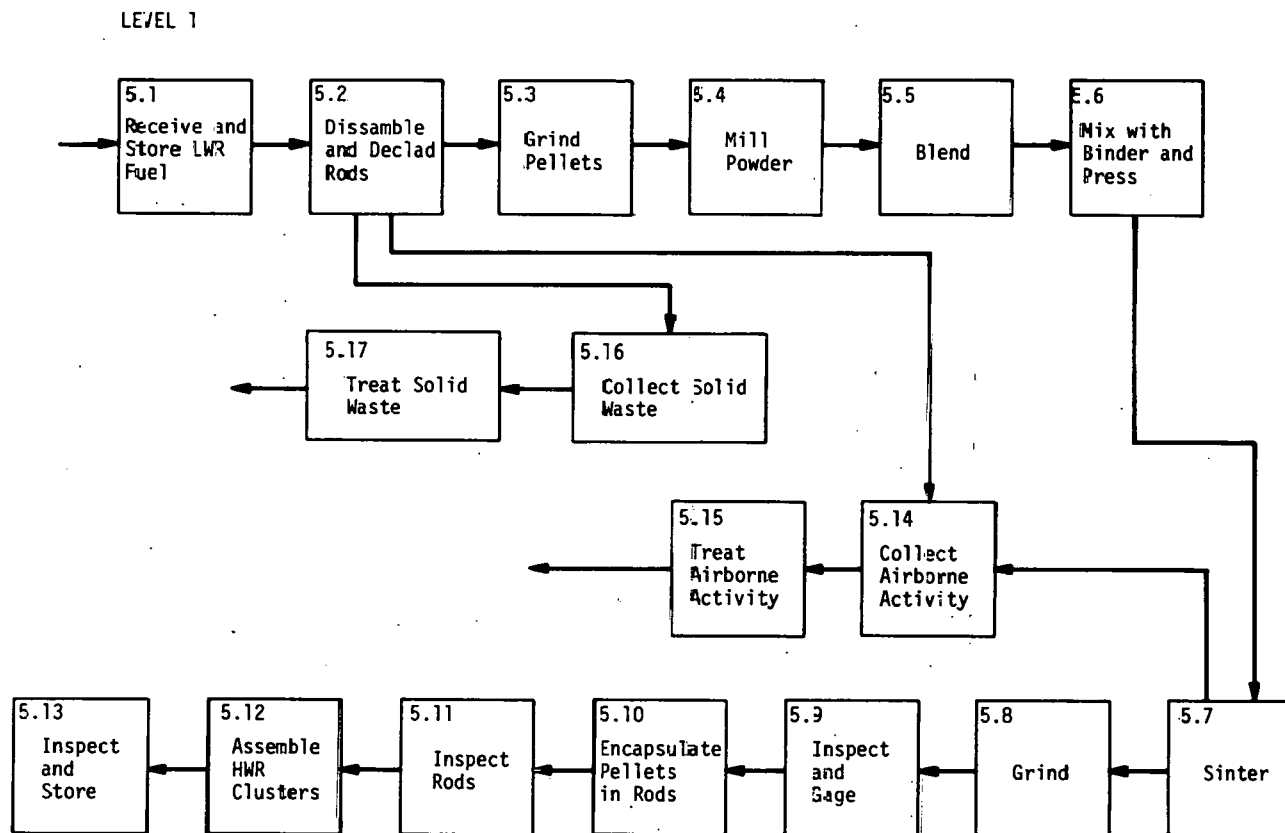 LEVEL 1
5.1
Receive and
Store LWR
Fuel
5.2
Dissamble
and Declad
Rods
5.3
Grind
Pellets
5.4
Mill
Powder
5.5
Blend
5.6
Mix with
Binder and
Press
5.17
Treat Solid
Waste
5.16
Collect Solid
Waste
5.15
Treat
Airborne
Activity
5.14
Collect
Airborne
Activity
5.13
Inspect
and
Store
5.12
Assemble
HWR
Clusters
5.11
Inspect
Rods
5.10
Encapsulate
Pellets
in Rods
5.9
Inspect
and
Gage
5.8
Grind
5.7
Sinter